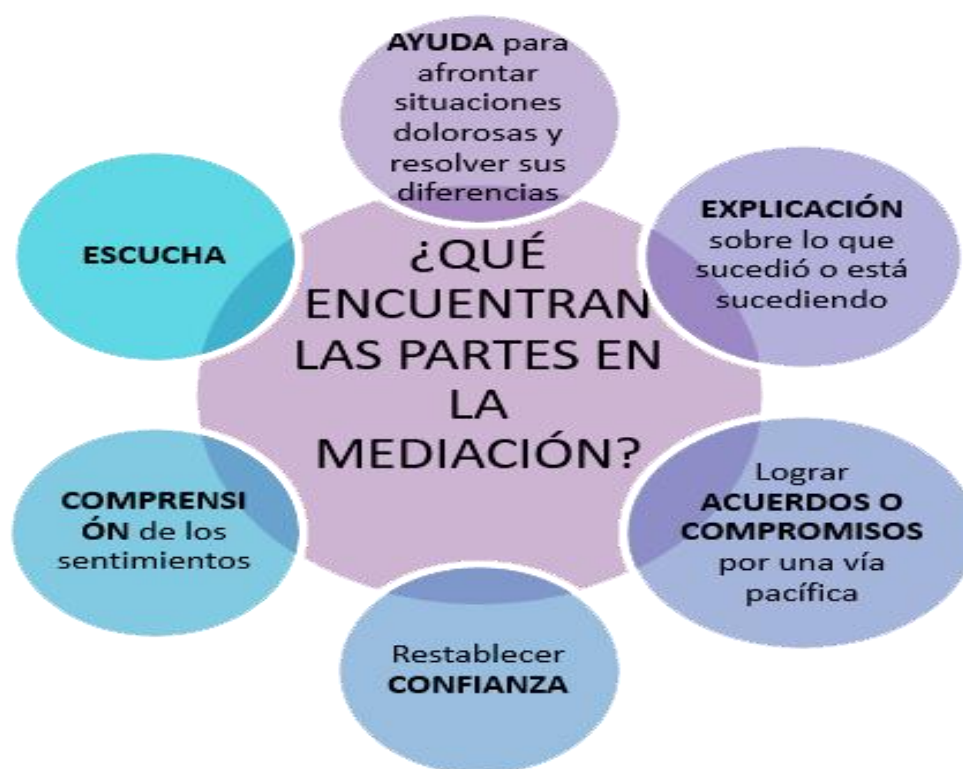 AYUDA para
afrontar
situaciones
dolorosas y
resolver sus
diferencias
EXPLICACIÓN
sobre lo que
sucedió o está
sucediendo
Lograr
ACUERDOS O
COMPROMISOS
por una vía
pacífica
Restablecer
CONFIANZA
COMPRENSI
ÓN de los
sentimientos
ESCUCHA
¿QUÉ
ENCUENTRAN
LAS PARTES EN
LA
MEDIACIÓN?